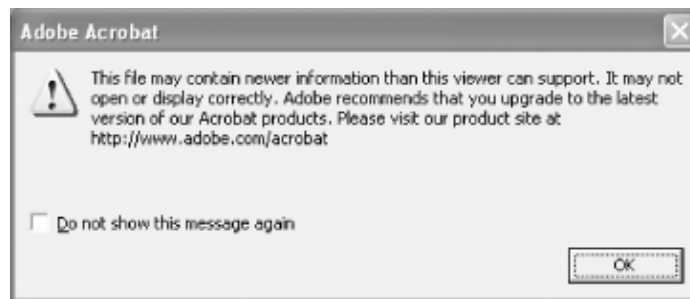 Adobe Acrobat
This file may contain newer information than this viewer can support. It may not
open or display correctly. Adobe recommends that you upgrade to the latest
version of our Acrobat products. Please visit our product site at
http://www.adobe.com/acrobat
Do not show this message again
OK